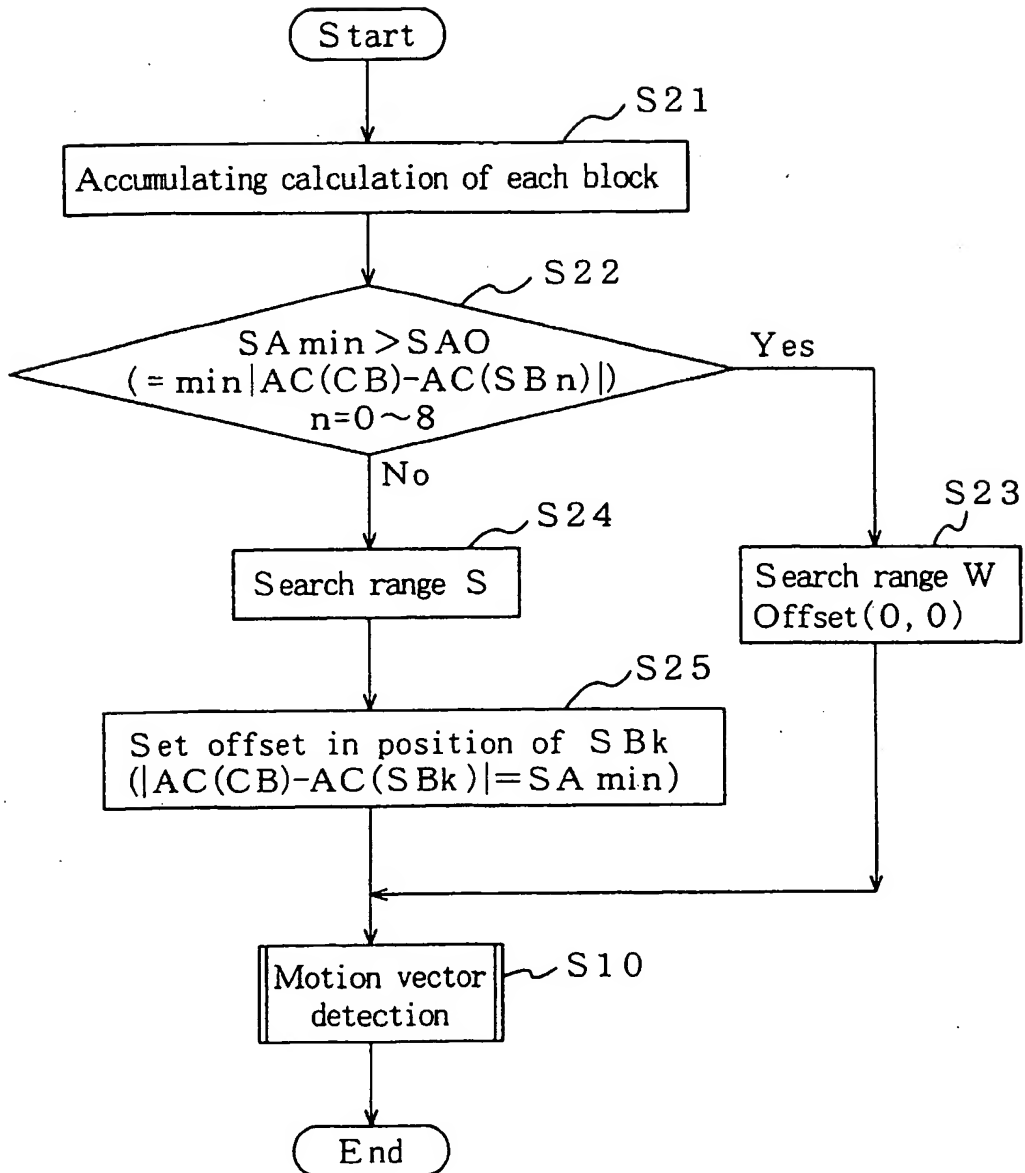 Start
S21
Accumulating calculation of each block
S22
SAmin>SAO
(=min|AC(CB)-AC(SBn)|)
n=0~8
Yes
No
S24
Search range S
S23
Search range W
Offset(0, 0)
S25
Set offset in position of SBk
(|AC(CB)-AC(SBk)|=SAmin)
Motion vector
detection
S10
End